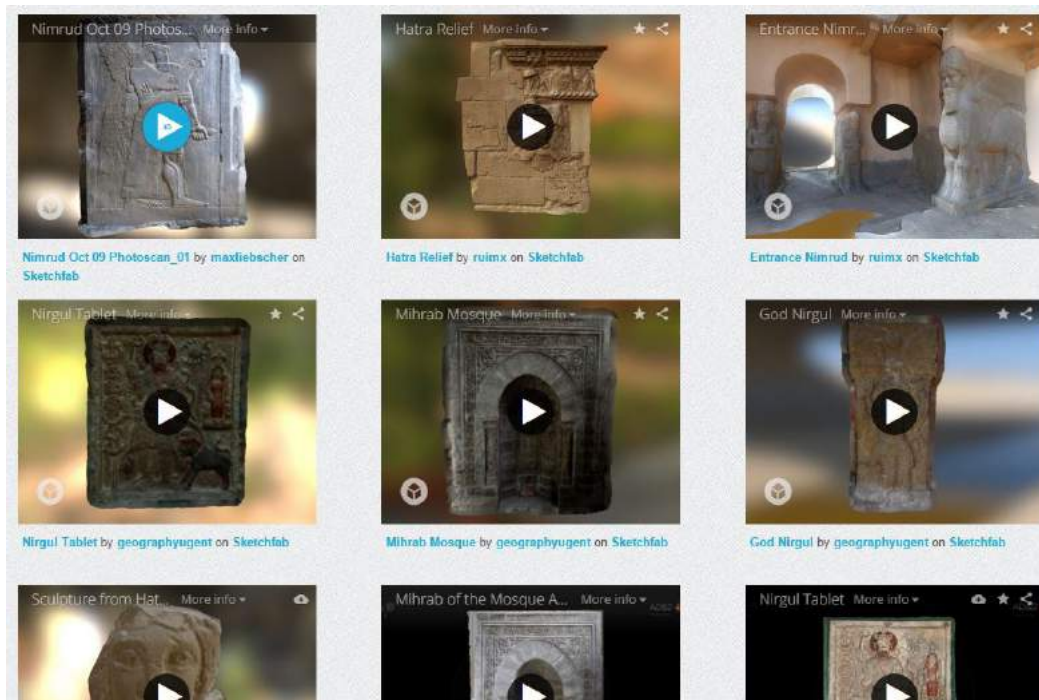 Nimrud Oct 09 Photos... More Info
Hatra Relief More info
Entrance Nimr... More info
Nimrud Oct 09 Photoscan_01 by maxliebscher on
Sketchfab
Hatra Relief by ruimx on Sketchfab
Entrance Nimrud by ruimx on Sketchfab
Nirgul Tablet More info
Mihrab Mosque More info
God Nirgul More info
Nirgul Tablet by geographyugent on Sketchfab
Mihrab Mosque by geographyugent on Sketchfab
God Nirgul by geographyugent on Sketchfab
Sculpture from Hat... More info
Mihrab of the Mosque A... More info
Nirgul Tablet More info